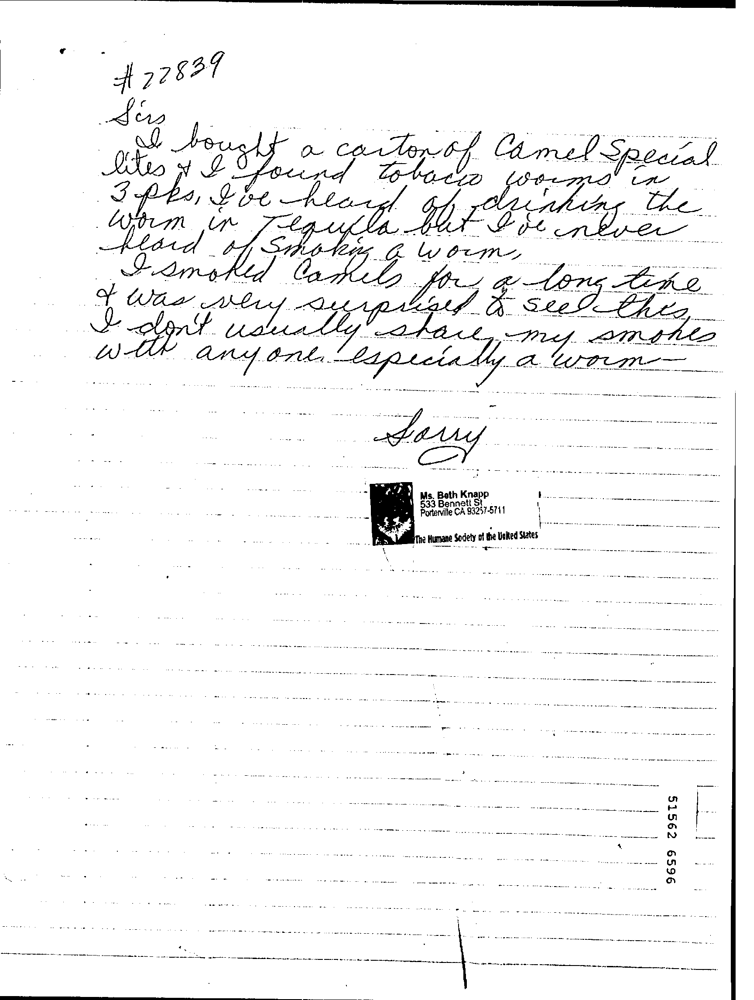 #22839
Sirs
I bought a carton of Camel Special
lites & I found tobacco worms in
3 pks, I've heard of drinking the
worm in Tequilla but I've never
heard of Smoking a worm,
I smoked Camels for a long time
& was very surprised to see this,
I don't usually share my smokes
with anyone especially a worm—
Sorry
Ms. Beth Knapp
533 Bennett St
Porterville CA 93257-5711
The Humane Society of the United States
51562 6596